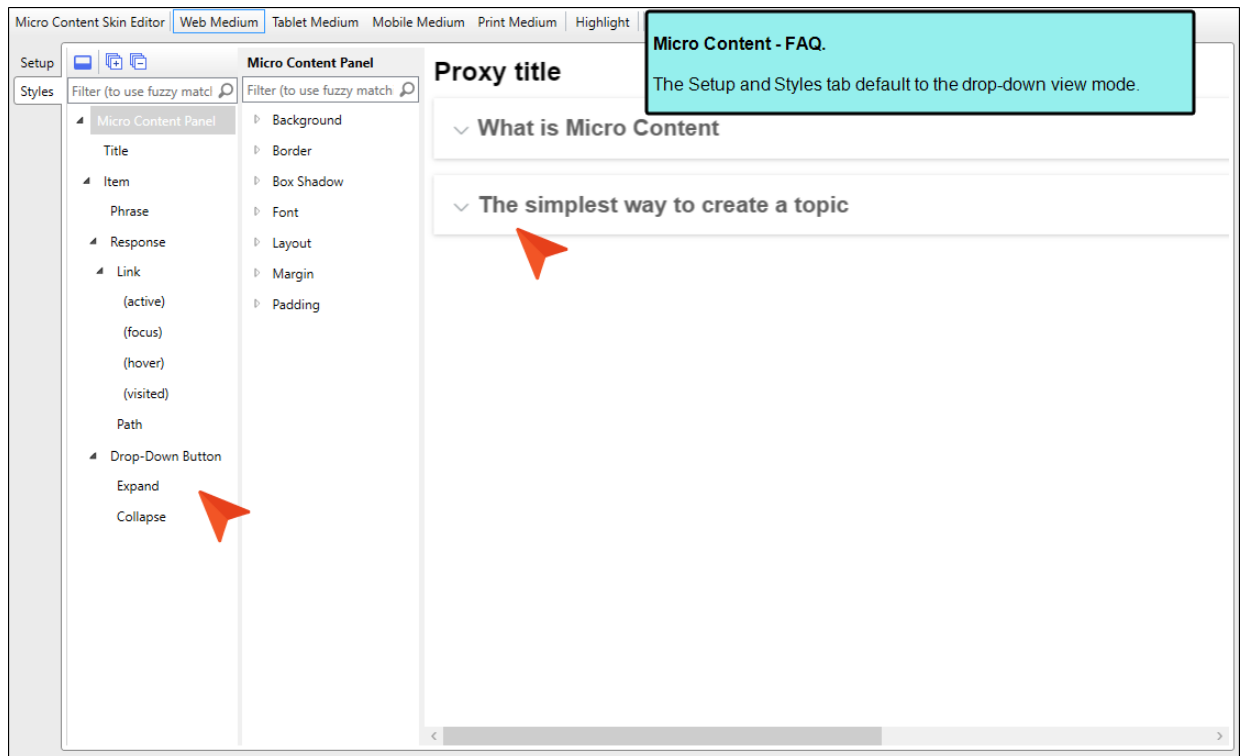 Micro Content Skin Editor Web Medium Tablet Medium Mobile Medium Print Medium Highlight
Micro Content - FAQ.
The Setup and Styles tab default to the drop-down view mode.
Setup
Styles
Filter (to use fuzzy matcl
Micro Content Panel
Title
Item
Phrase
Response
Link
(active)
(focus)
(hover)
(visited)
Path
Drop-Down Button
Expand
Collapse
Micro Content Panel
Filter (to use fuzzy match
Background
Border
Box Shadow
Font
Layout
Margin
Padding
Proxy title
What is Micro Content
The simplest way to create a topic